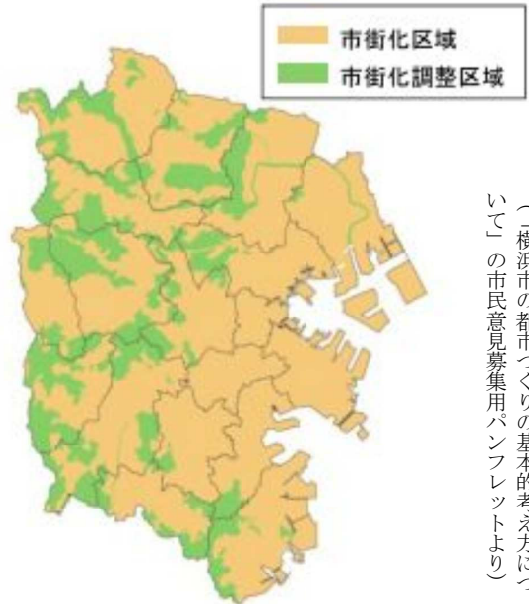 市街化区域
市街化調整区域
(「横浜市の都市づくりの基本的考え方につ
いて」の市民意見募集用パンフレットより)